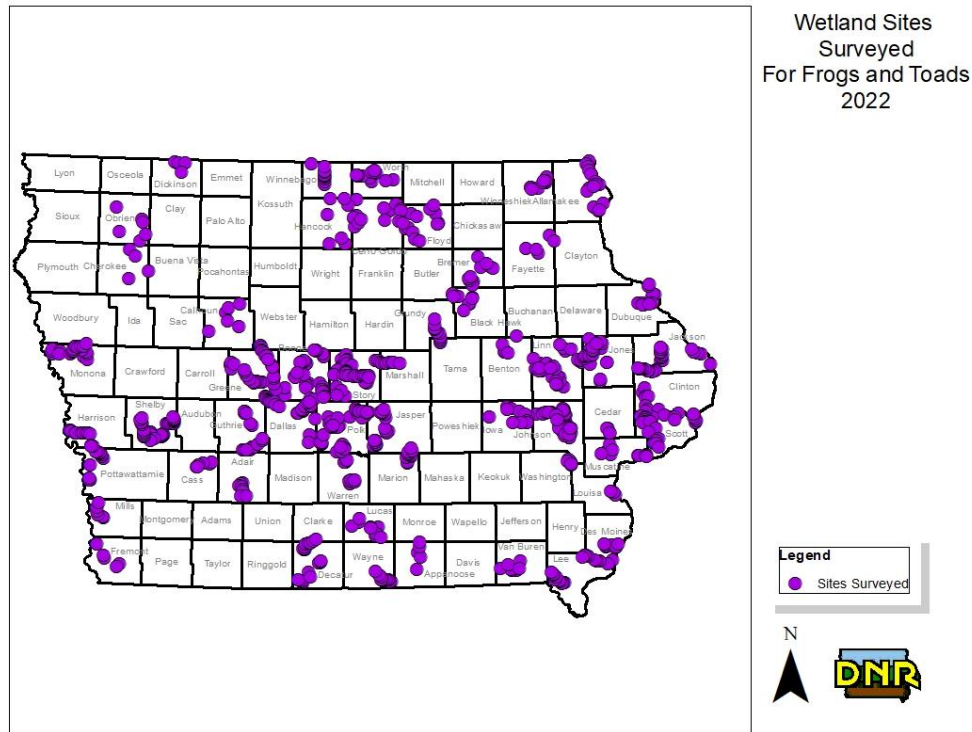 Wetland Sites
Surveyed
For Frogs and Toads
2022
Lyon Osceola Dickinson Emmet Winnebago Worth Mitchell Howard Winneshiek Allamakee
Sioux Obrien Clay Palo Alto Kossuth Hancock Floyd Chickasaw
Plymouth Cherokee Buena Vista Pocahontas Humboldt Wright Franklin Butler Bremer Fayette Clayton
Woodbury Ida Sac Calhoun Webster Hamilton Hardin Grundy Black Hawk Buchanan Delaware Dubuque
Monona Crawford Carroll Greene Story Marshall Tama Benton Linn Jones Jackson
Clinton
Harrison Shelby Audubon Guthrie Dallas Polk Jasper Poweshiek Iowa Johnson Cedar Scott
Pottawattamie Cass Adair Madison Warren Marion Mahaska Keokuk Washington Muscatine
Louisa
Mills Montgomery Adams Union Clarke Lucas Monroe Wapello Jefferson Henry Des Moines
Fremont Page Taylor Ringgold Decatur Wayne Appanoose Davis Van Buren Lee
Legend
Sites Surveyed
N
DNR